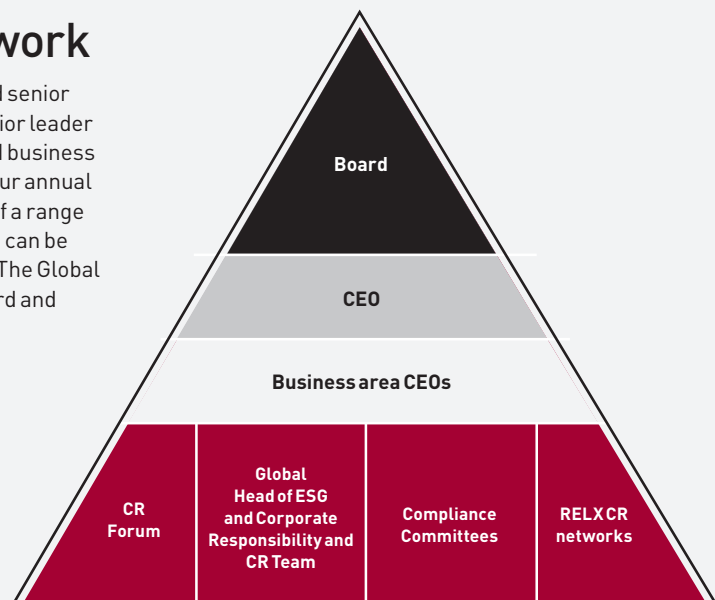 work
senior
ior leader
business
ur annual
f a range
can be
The Global
rd and
Board
CEO
Business area CEOs
CR
Forum
Global
Head of ESG
and Corporate
Responsibility and
CR Team
Compliance
Committees
RELX CR
networks